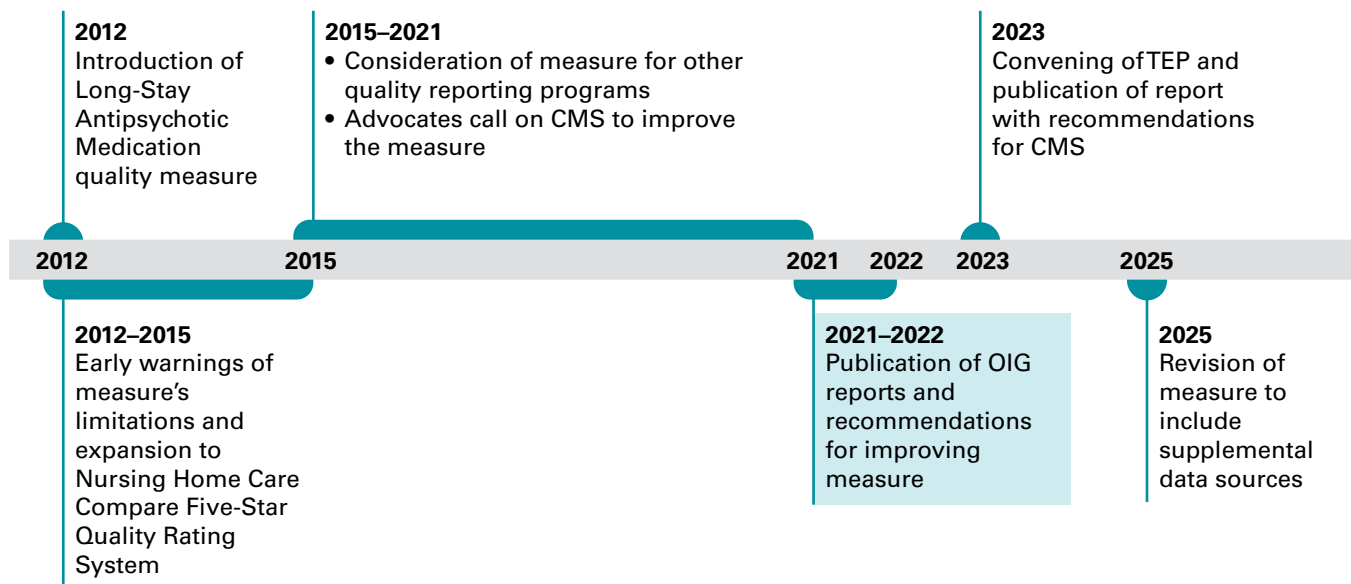 2012
Introduction of
Long-Stay
Antipsychotic
Medication
quality measure
2015–2021
• Consideration of measure for other
quality reporting programs
• Advocates call on CMS to improve
the measure
2023
Convening of TEP and
publication of report
with recommendations
for CMS
2012 2015 2021 2022 2023 2025
2012–2015
Early warnings of
measure’s
limitations and
expansion to
Nursing Home Care
Compare Five-Star
Quality Rating
System
2021–2022
Publication of OIG
reports and
recommendations
for improving
measure
2025
Revision of
measure to
include
supplemental
data sources